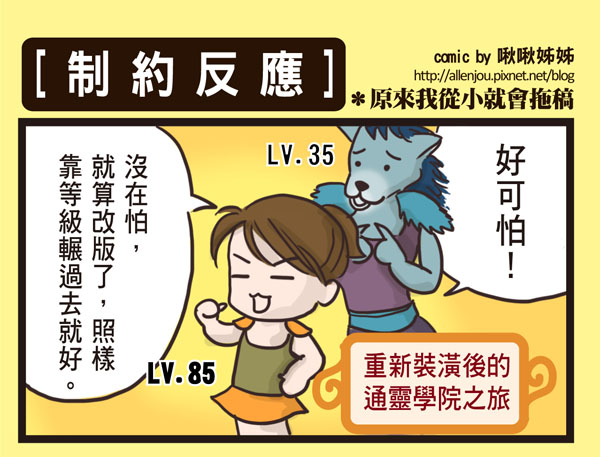 [制約反應]
comic by 啾啾姊姊
http://allenjou.pixnet.net/blog
＊原來我從小就會拖稿
LV.35
好可怕！
沒在怕，
就算改版了，照樣
靠等級輾過去就好。
LV.85
重新裝潢後的
通靈學院之旅